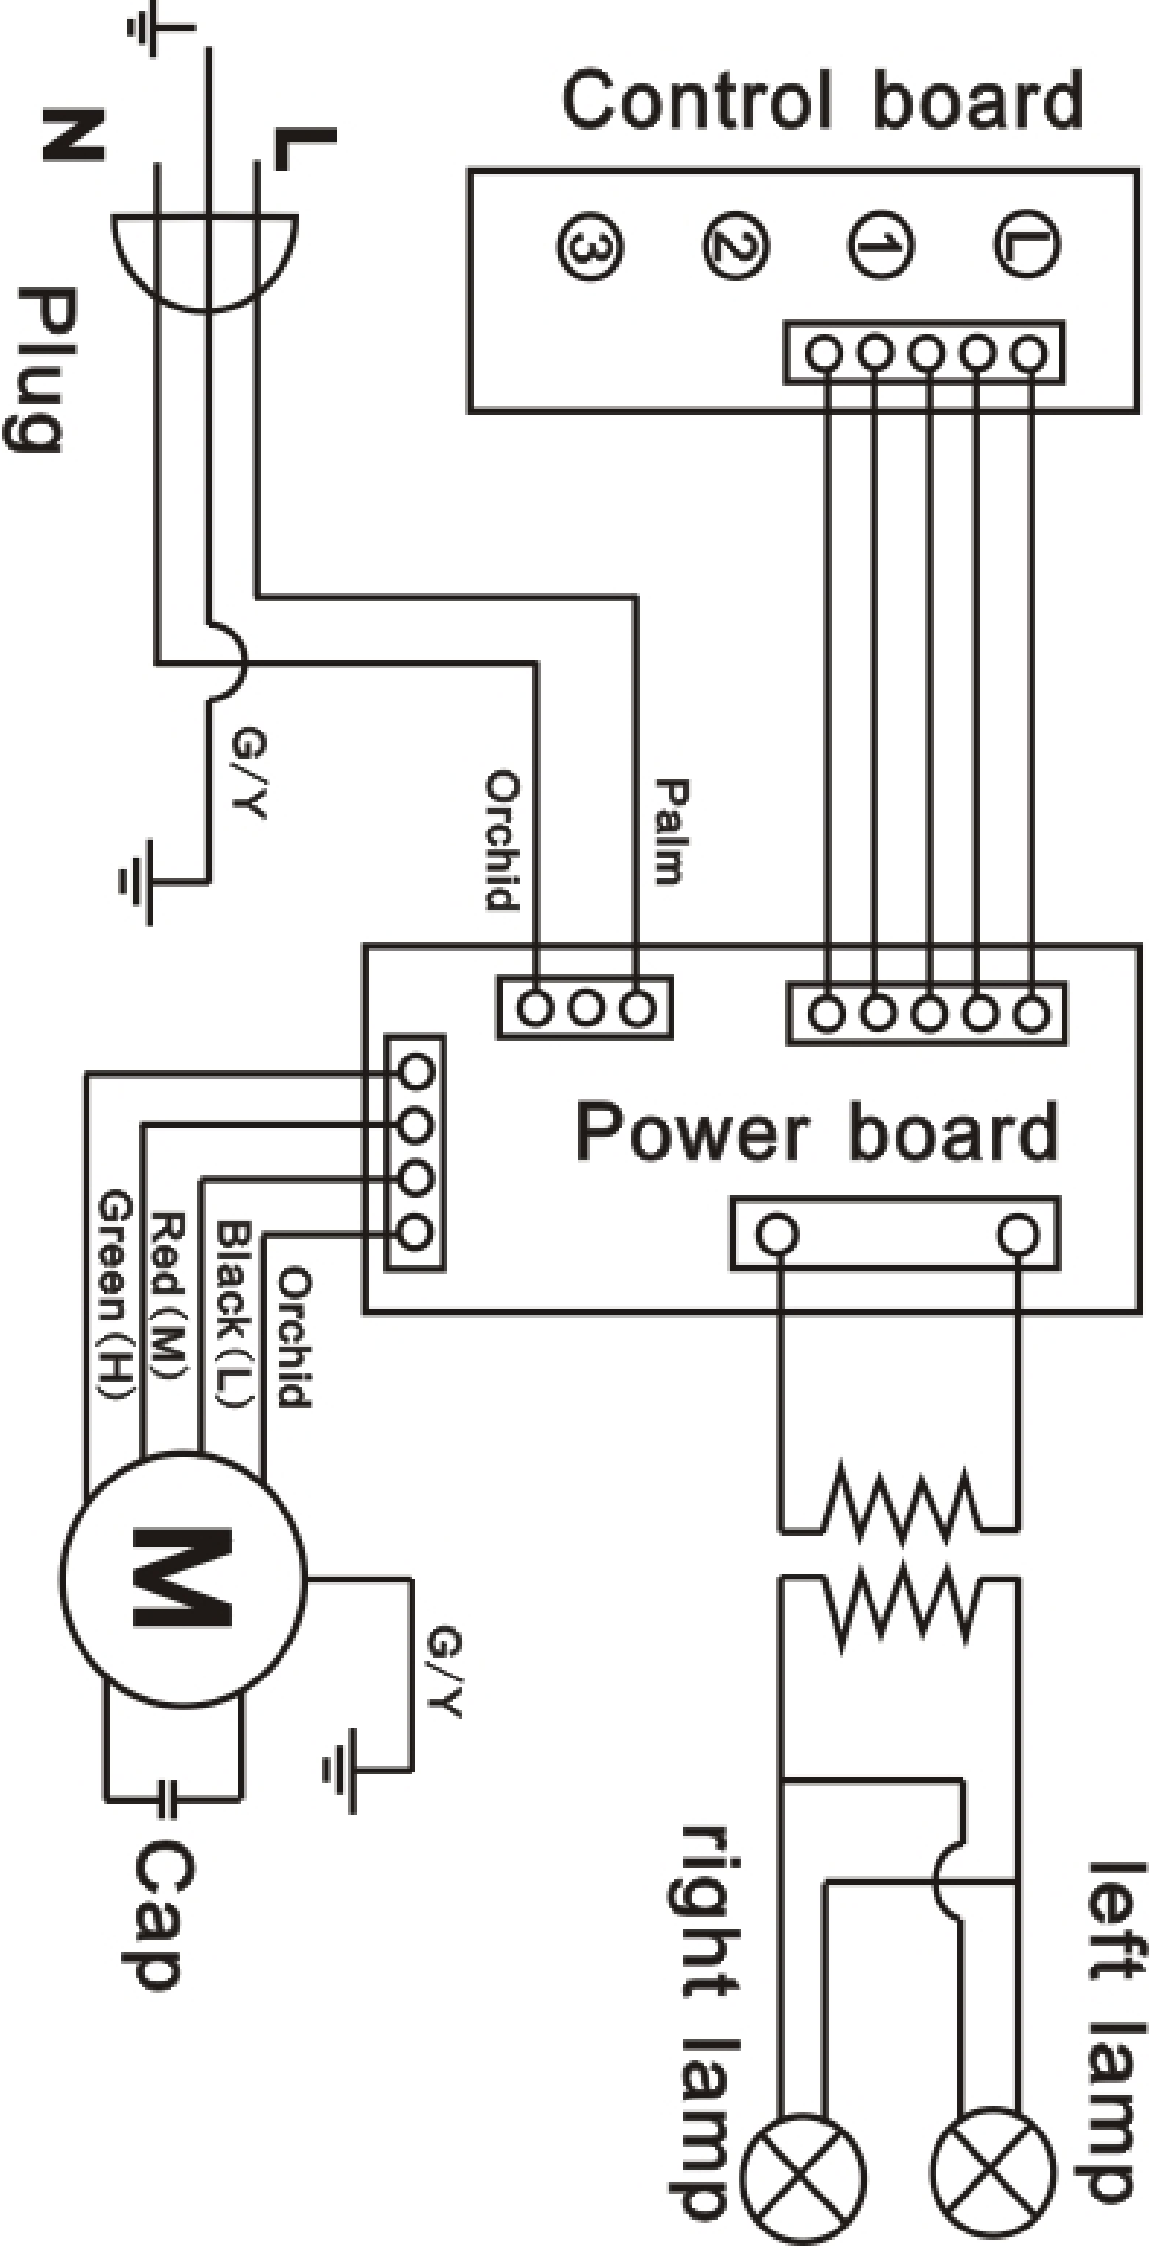 Control board
L
1
2
3
N
L
Plug
G/Y
Orchid
Palm
Power board
Green(H)
Red(M)
Black(L)
Orchid
M
G/Y
Cap
right lamp
left lamp